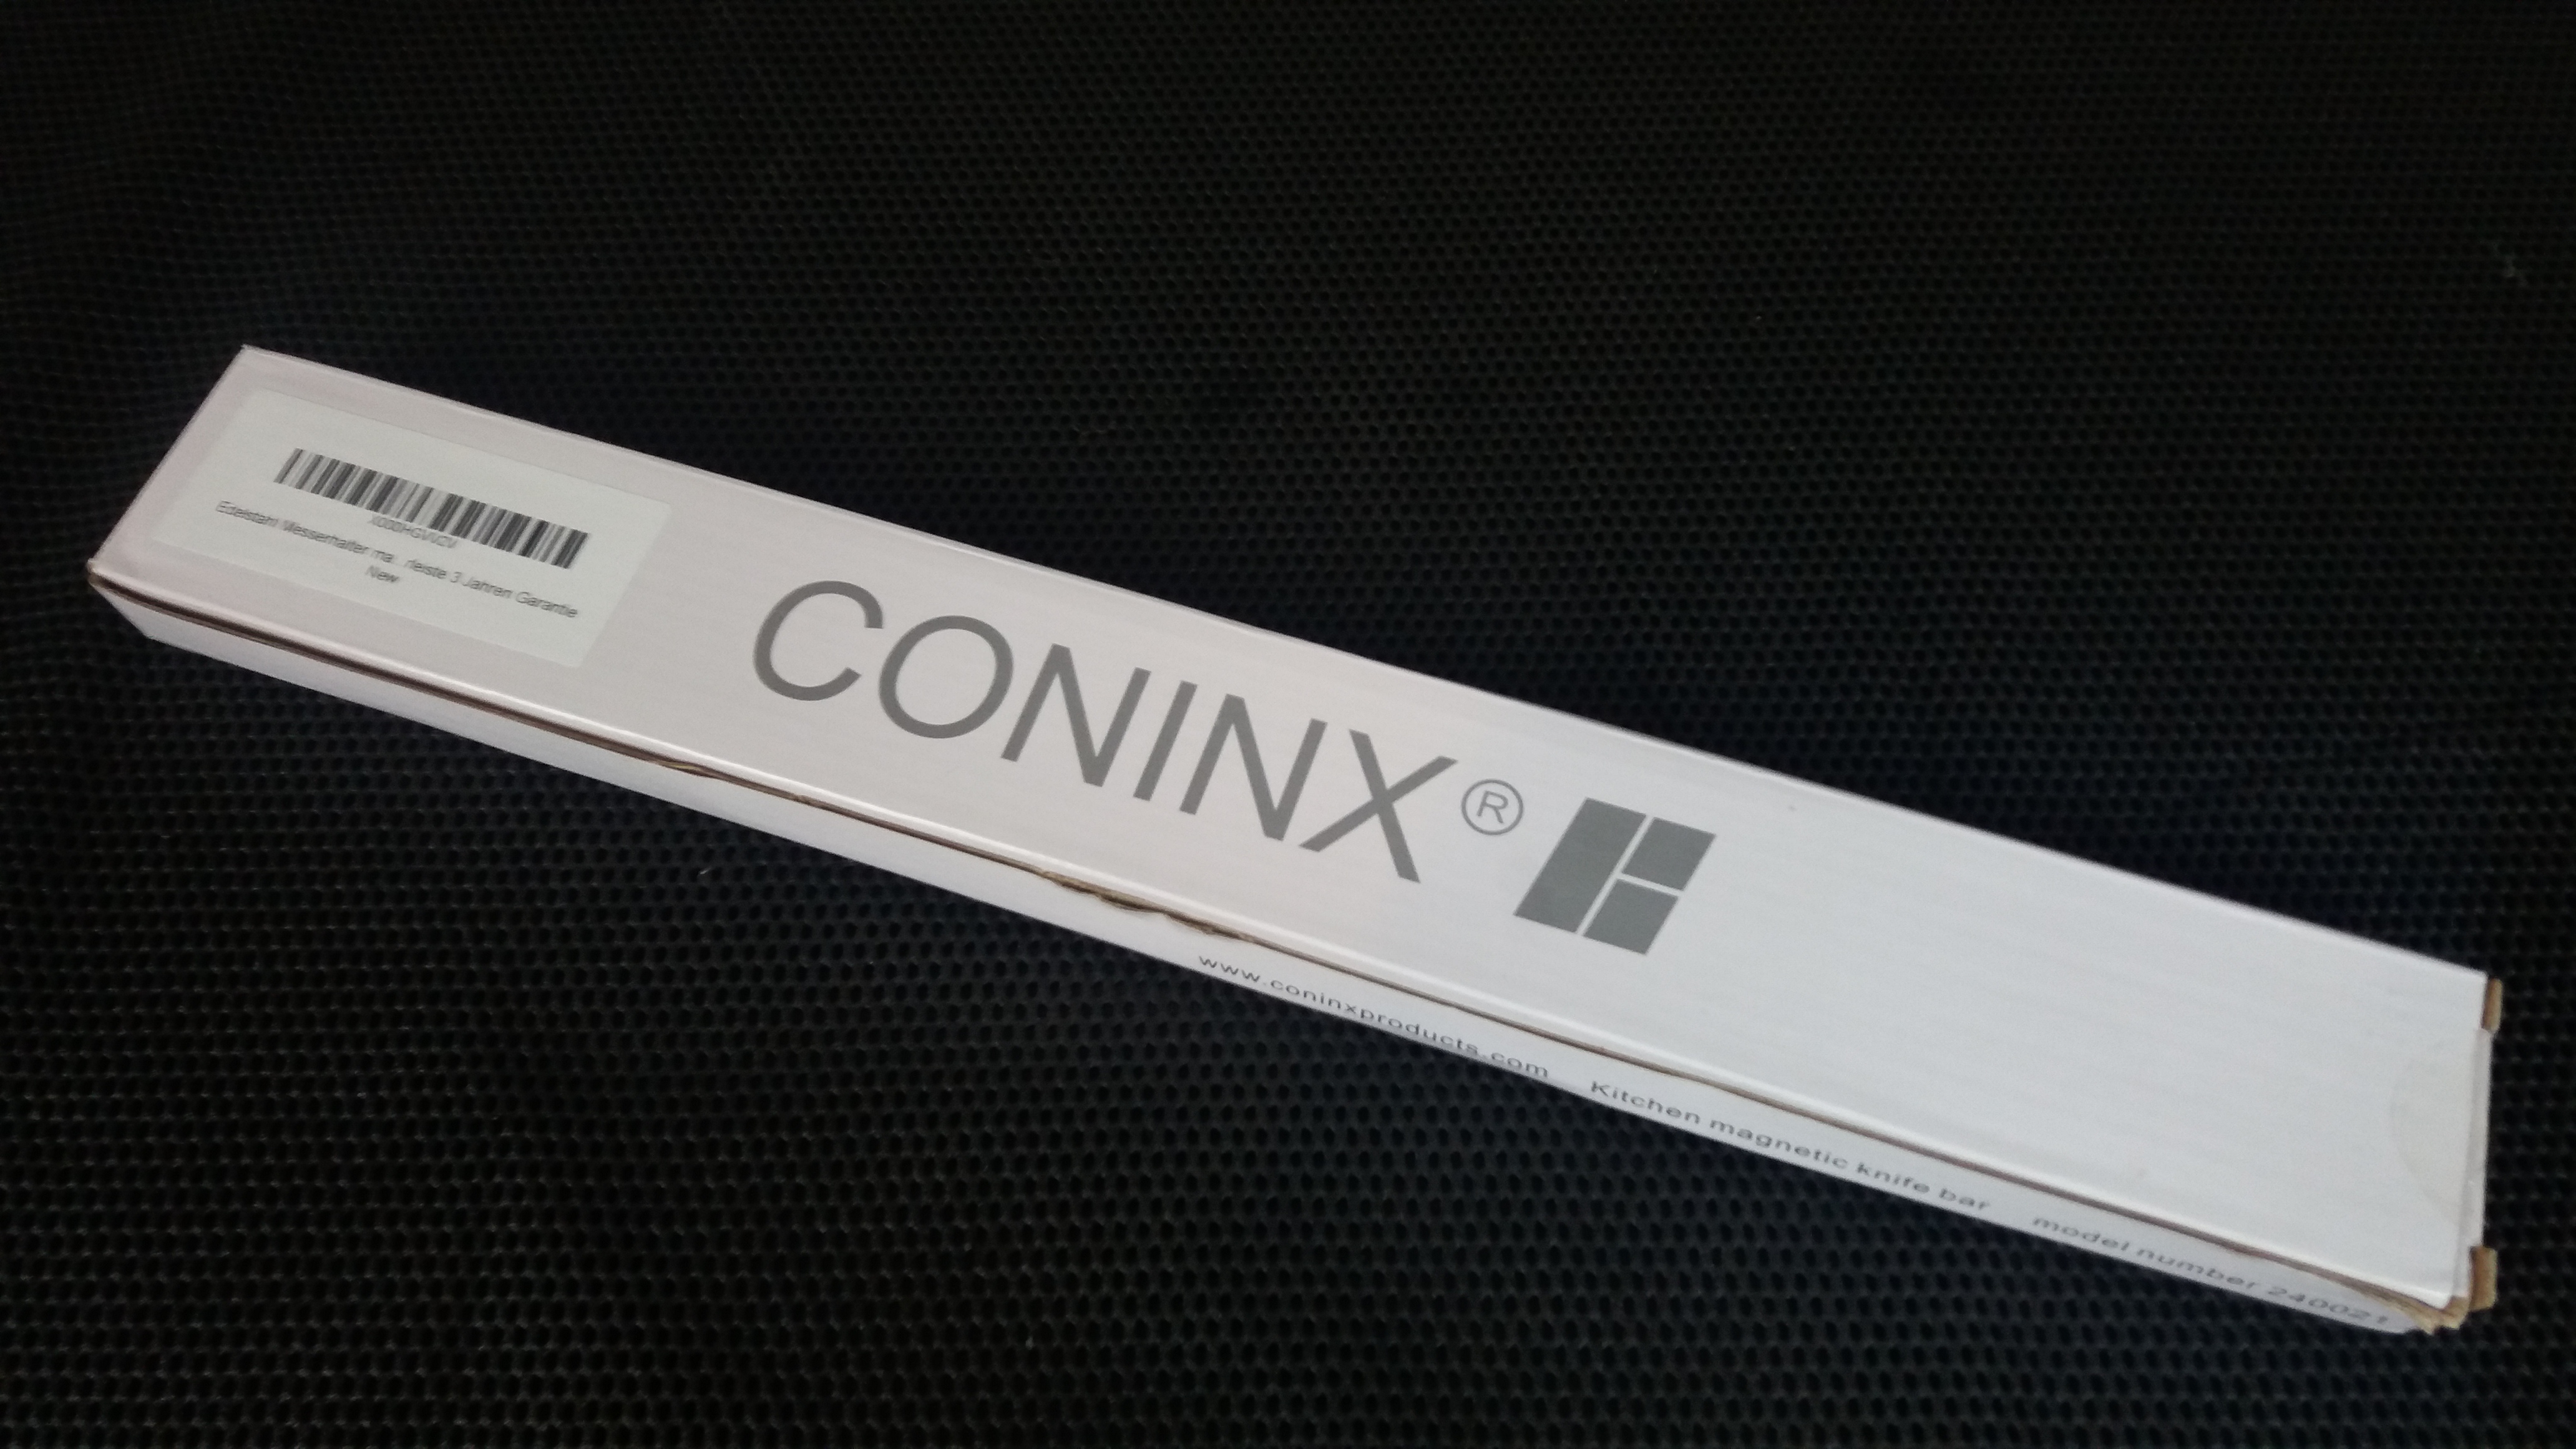 Edelstahl Messerhalter ma...rleiste 3 Jahren Garantie
New
CONINX®
www.coninxproducts.com Kitchen magnetic knife bar model number 240021